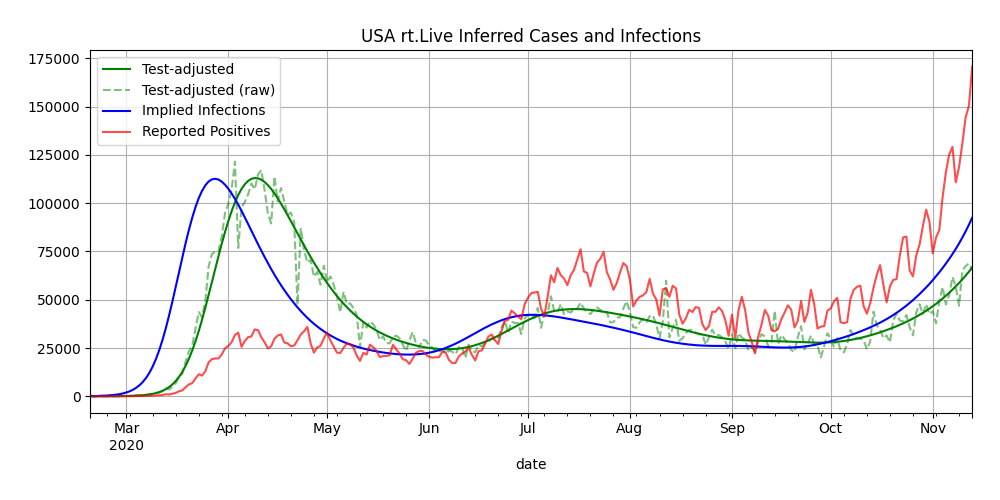 USA rt.Live Inferred Cases and Infections
175000
150000
125000
100000
75000
50000
25000
0
Test-adjusted
Test-adjusted (raw)
Implied Infections
Reported Positives
Mar Apr May Jun Jul Aug Sep Oct Nov
2020
date